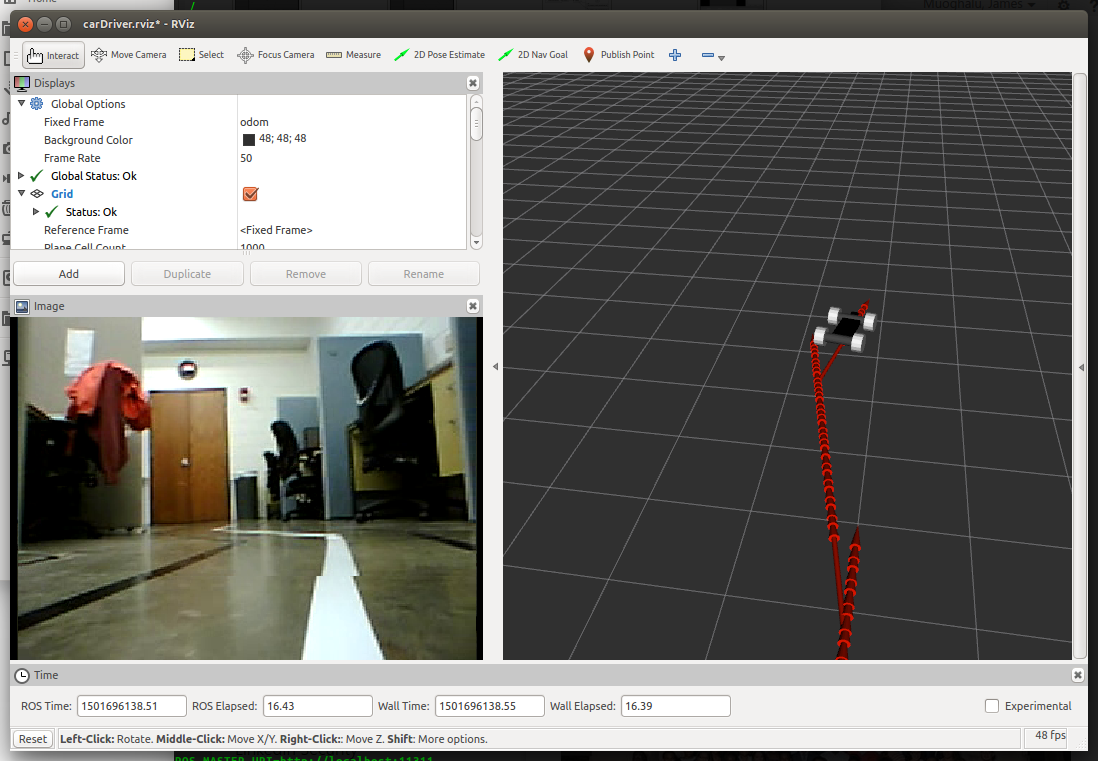 Home
Muoghalu, James
carDriver.rviz* - RViz
Interact Move Camera Select Focus Camera Measure 2D Pose Estimate 2D Nav Goal Publish Point
Displays
Global Options
Fixed Frame odom
Background Color 48; 48; 48
Frame Rate 50
Global Status: Ok
Grid
Status: Ok
Reference Frame <Fixed Frame>
Plane Cell Count 1000
Add Duplicate Remove Rename
Image
Time
ROS Time: 1501696138.51 ROS Elapsed: 16.43 Wall Time: 1501696138.55 Wall Elapsed: 16.39 Experimental
Reset Left-Click: Rotate. Middle-Click: Move X/Y. Right-Click:: Move Z. Shift: More options. 48 fps
ROS_MASTER_URI=http://localhost:11311